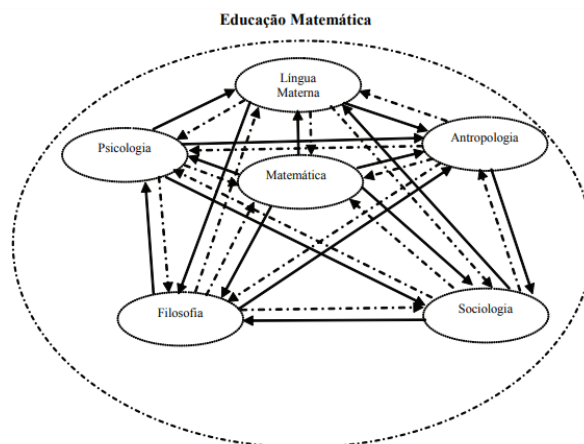 Educação Matemática
Língua
Materna
Psicologia
Antropologia
Matemática
Filosofia
Sociologia